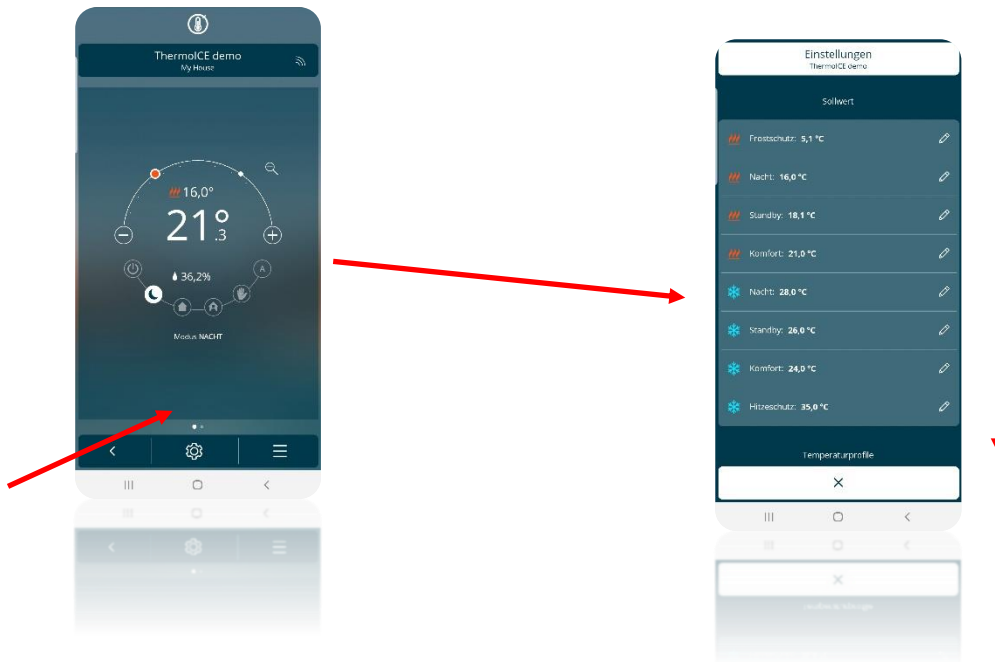 ThermoICE demo
My House
16,0°
21°.3
36,2%
A
Modus NACHT
Einstellungen
ThermoICE demo
Sollwert
Frostschutz: 5,1 °C
Nacht: 16,0 °C
Standby: 18,1 °C
Komfort: 21,0 °C
Nacht: 28,0 °C
Standby: 26,0 °C
Komfort: 24,0 °C
Hitzeschutz: 35,0 °C
Temperaturprofile